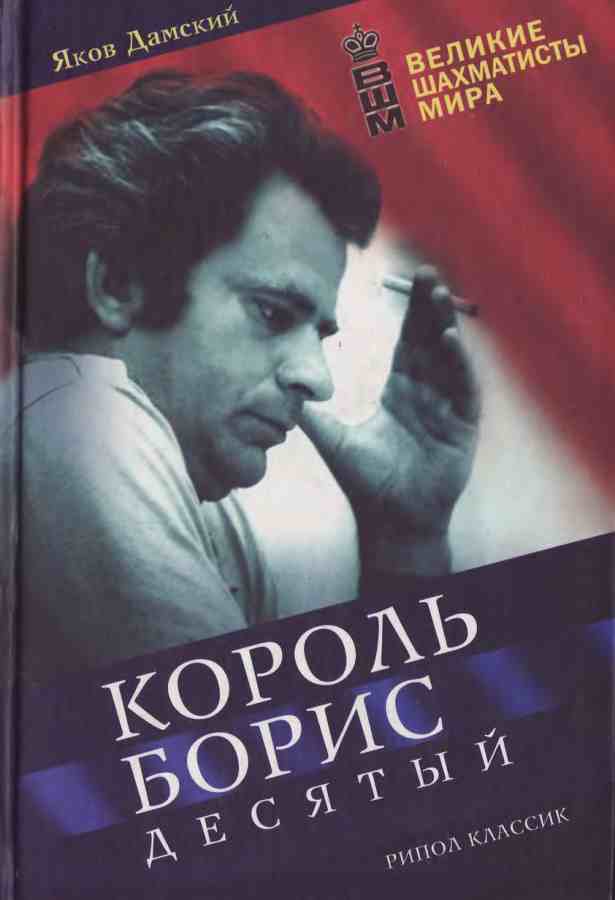 Яков Дамский
ВШМ
ВЕЛИКИЕ
ШАХМАТИСТЫ
МИРА
КОРОЛЬ
БОРИС
ДЕСЯТЫЙ
РИПОЛ КЛАССИК